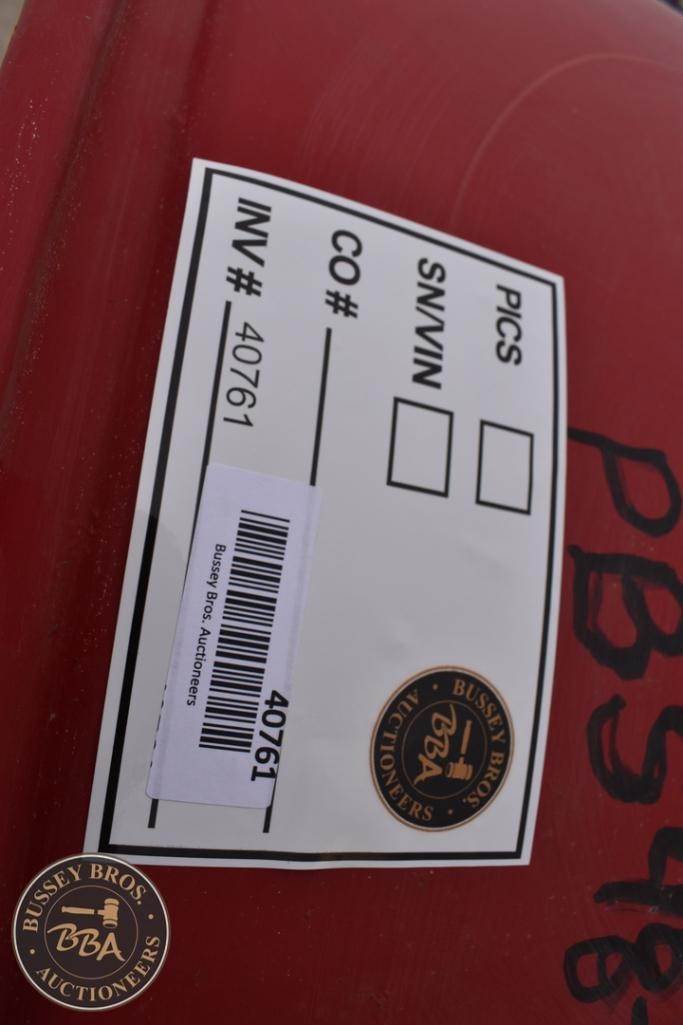 PICS
SN/VIN
CO #
INV # 40761
40761
Bussey Bros. Auctioneers
BUSSEY BROS.
BBA
AUCTIONEERS
PBS48-
BUSSEY BROS.
BBA
AUCTIONEERS